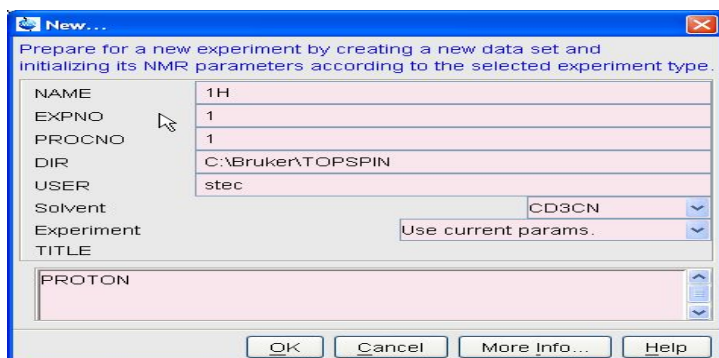 New...
Prepare for a new experiment by creating a new data set and
initializing its NMR parameters according to the selected experiment type.
NAME 1H
EXPNO 1
PROCNO 1
DIR C:\Bruker\TOPSPIN
USER stec
Solvent CD3CN
Experiment Use current params.
TITLE
PROTON
OK Cancel More Info... Help